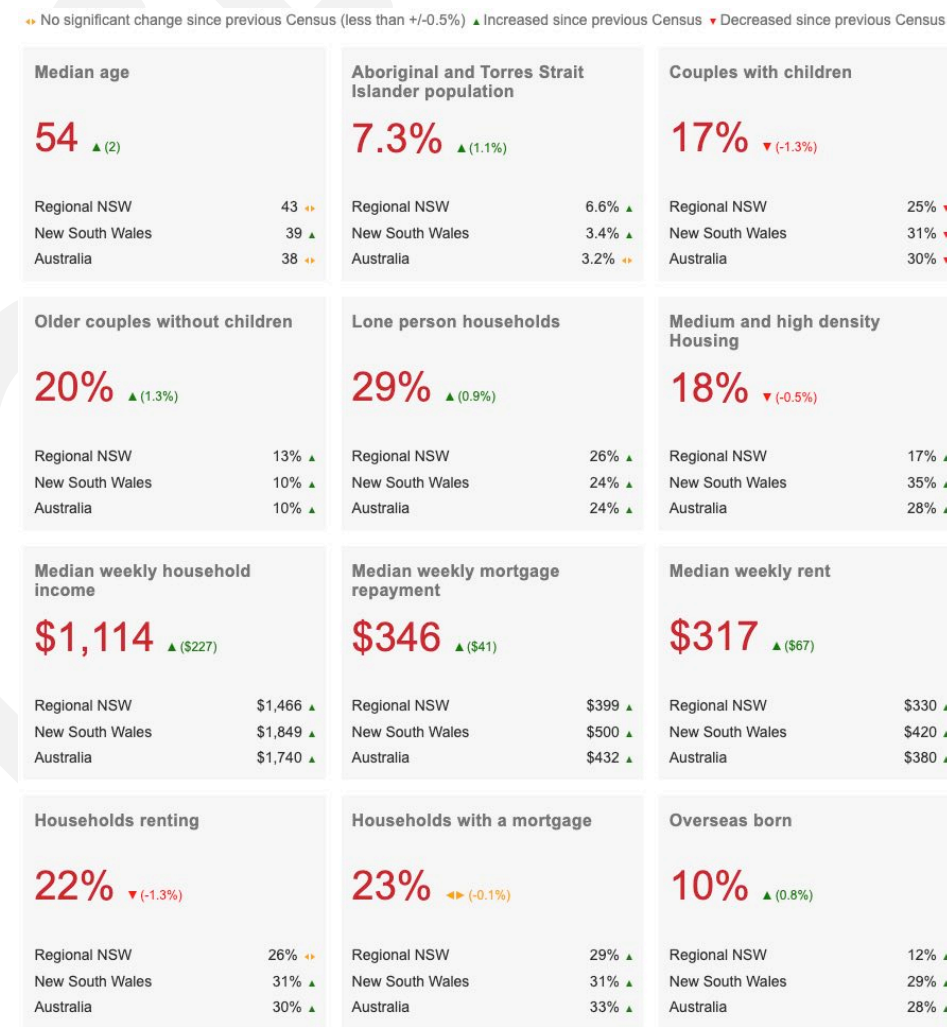 No significant change since previous Census (less than +/-0.5%) ▲ Increased since previous Census ▼ Decreased since previous Census
Median age
54 ▲ (2)
Regional NSW 43
New South Wales 39 ▲
Australia 38
Aboriginal and Torres Strait
Islander population
7.3% ▲ (1.1%)
Regional NSW 6.6% ▲
New South Wales 3.4% ▲
Australia 3.2%
Couples with children
17% ▼ (-1.3%)
Regional NSW 25% ▼
New South Wales 31% ▼
Australia 30% ▼
Older couples without children
20% ▲ (1.3%)
Regional NSW 13% ▲
New South Wales 10% ▲
Australia 10% ▲
Lone person households
29% ▲ (0.9%)
Regional NSW 26% ▲
New South Wales 24% ▲
Australia 24% ▲
Medium and high density
Housing
18% ▼ (-0.5%)
Regional NSW 17% ▲
New South Wales 35% ▲
Australia 28% ▲
Median weekly household
income
$1,114 ▲ ($227)
Regional NSW $1,466 ▲
New South Wales $1,849 ▲
Australia $1,740 ▲
Median weekly mortgage
repayment
$346 ▲ ($41)
Regional NSW $399 ▲
New South Wales $500 ▲
Australia $432 ▲
Median weekly rent
$317 ▲ ($67)
Regional NSW $330 ▲
New South Wales $420 ▲
Australia $380 ▲
Households renting
22% ▼ (-1.3%)
Regional NSW 26%
New South Wales 31% ▲
Australia 30% ▲
Households with a mortgage
23% ◀▶ (-0.1%)
Regional NSW 29% ▲
New South Wales 31% ▲
Australia 33% ▲
Overseas born
10% ▲ (0.8%)
Regional NSW 12% ▲
New South Wales 29% ▲
Australia 28% ▲